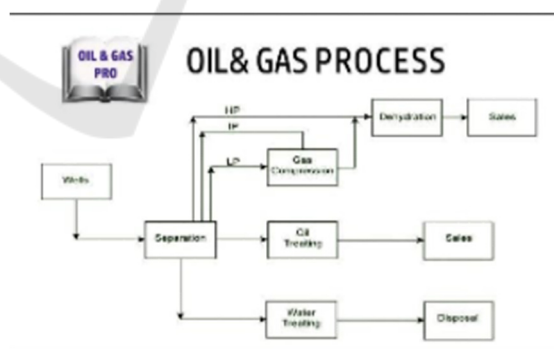 OIL & GAS
PRO
OIL& GAS PROCESS
HP
IP
LP
Dehydration
Sales
Gas
Compression
Wells
Separation
Oil
Treating
Sales
Water
Treating
Disposal